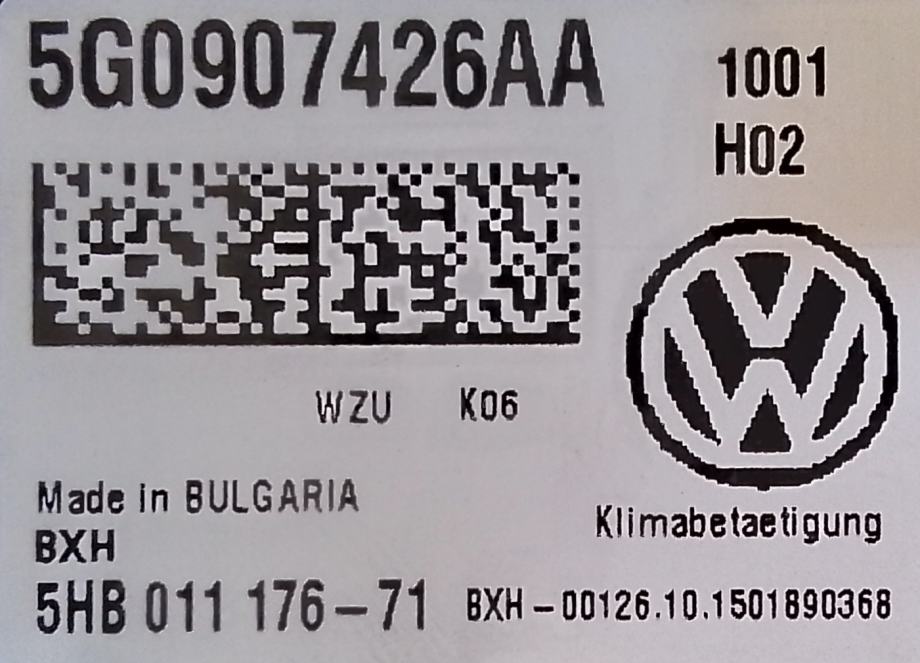 5G0907426AA
1001
H02
WZU K06
Made in BULGARIA
BXH
Klimabetaetigung
5HB 011 176-71
BXH-00126.10.1501890368